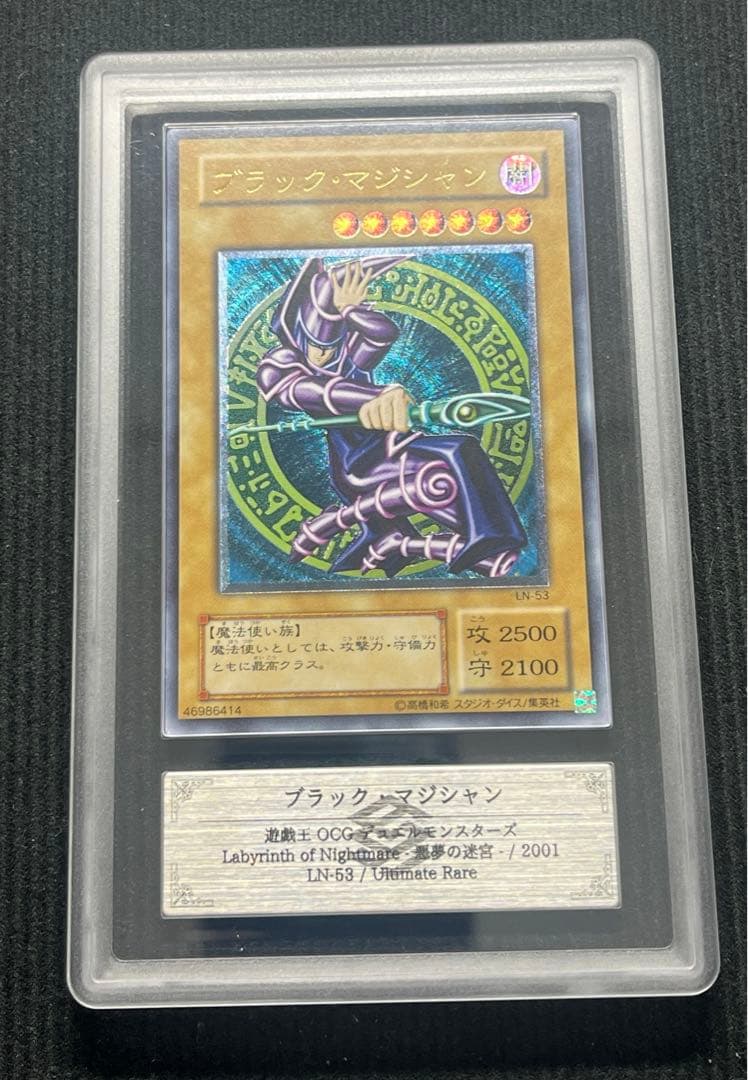 ブラック・マジシャン
闇
LN-53
【魔法使い族】
魔法使いとしては、攻撃力・守備力
ともに最高クラス。
攻 2500
守 2100
46986414
©高橋和希 スタジオ・ダイス/集英社
ブラック・マジシャン
遊戯王 OCG デュエルモンスターズ
Labyrinth of Nightmare - 悪夢の迷宮 - / 2001
LN-53 / Ultimate Rare